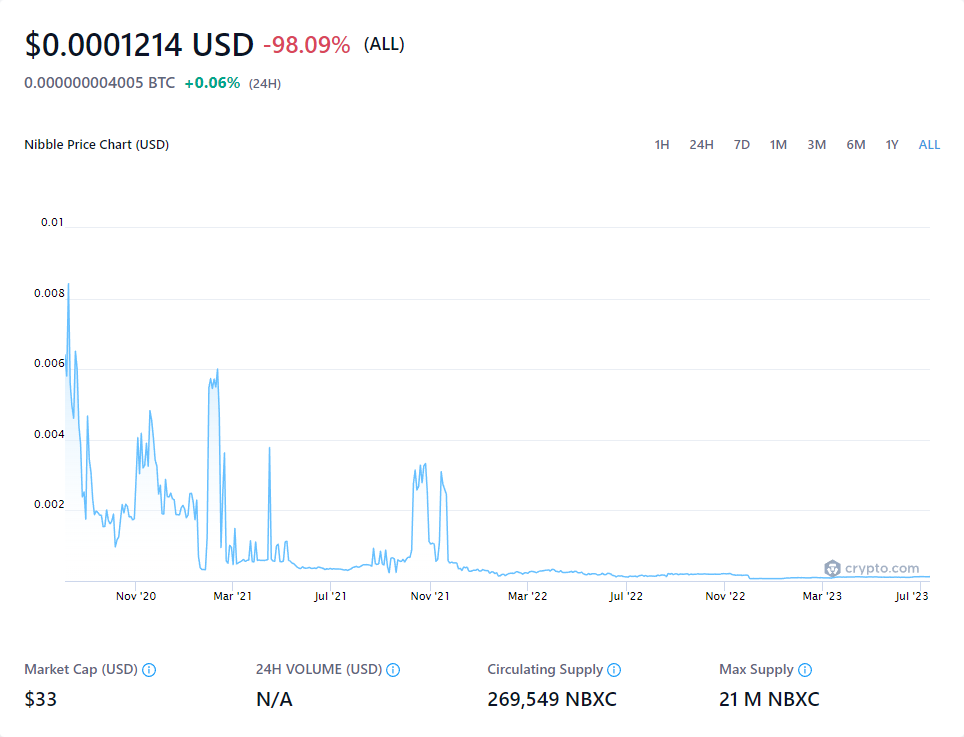 $0.0001214 USD -98.09% (ALL)
0.000000004005 BTC +0.06% (24H)
Nibble Price Chart (USD) 1H 24H 7D 1M 3M 6M 1Y ALL
0.01
0.008
0.006
0.004
0.002
crypto.com
Nov '20 Mar '21 Jul '21 Nov '21 Mar '22 Jul '22 Nov '22 Mar '23 Jul '23
Market Cap (USD) 24H VOLUME (USD) Circulating Supply Max Supply
$33 N/A 269,549 NBXC 21 M NBXC